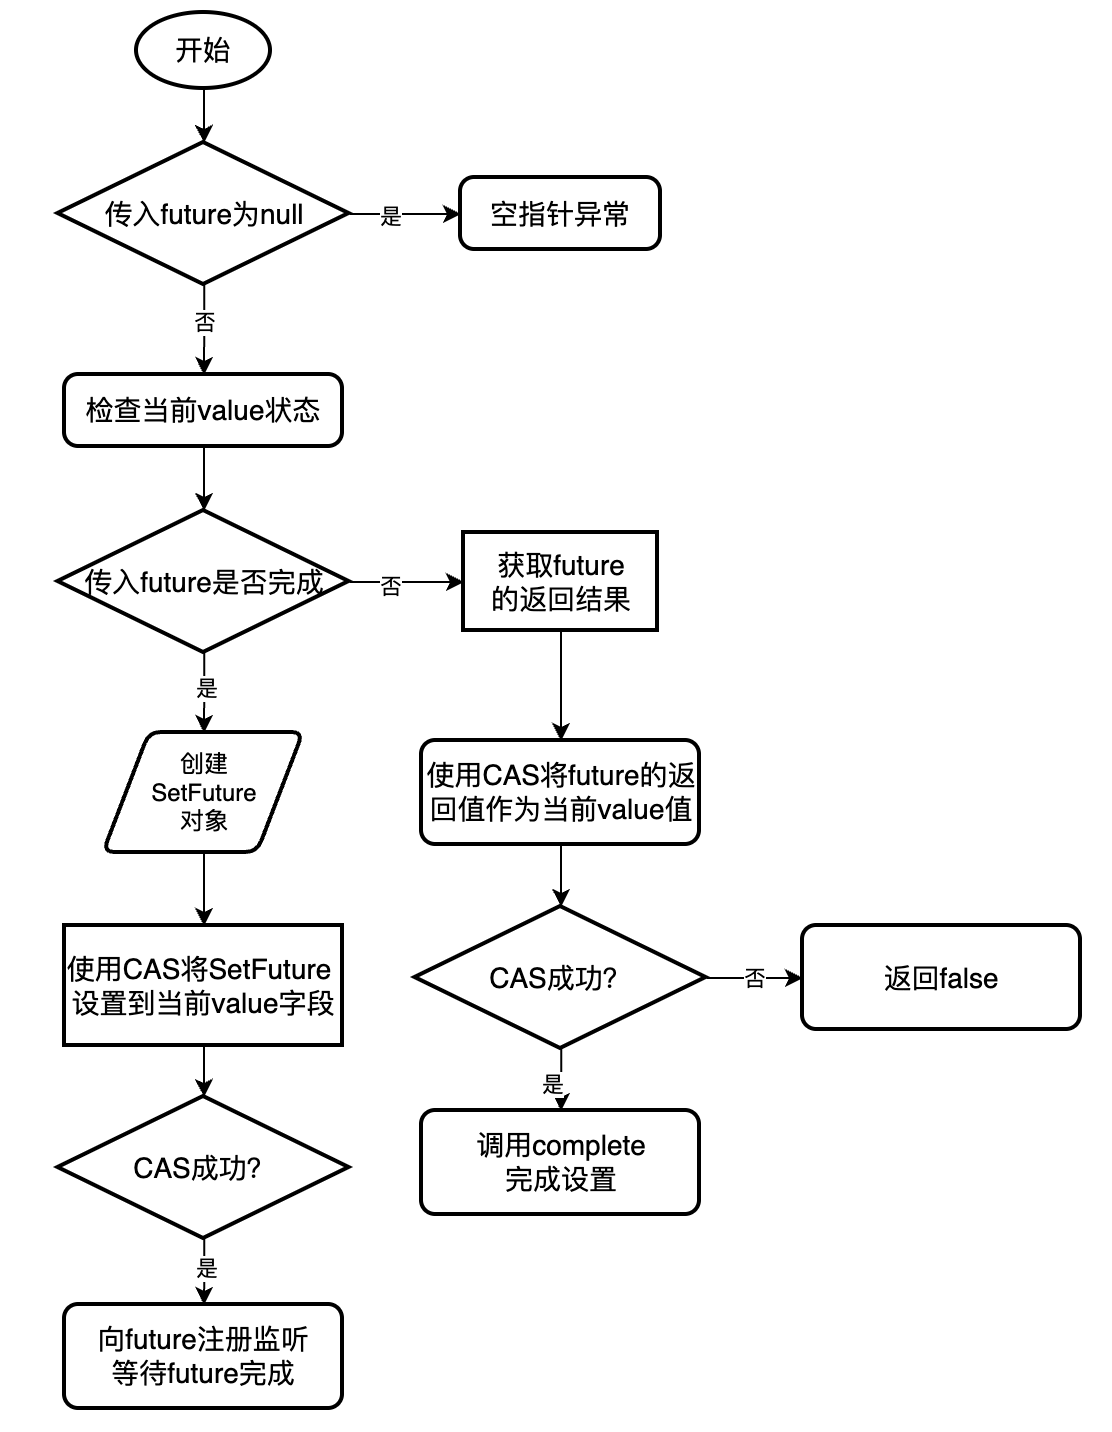 开始
传入future为null
是
空指针异常
否
检查当前value状态
传入future是否完成
否
获取future
的返回结果
是
创建
SetFuture
对象
使用CAS将future的返
回值作为当前value值
使用CAS将SetFuture
设置到当前value字段
CAS成功?
否
返回false
是
调用complete
完成设置
CAS成功?
是
向future注册监听
等待future完成